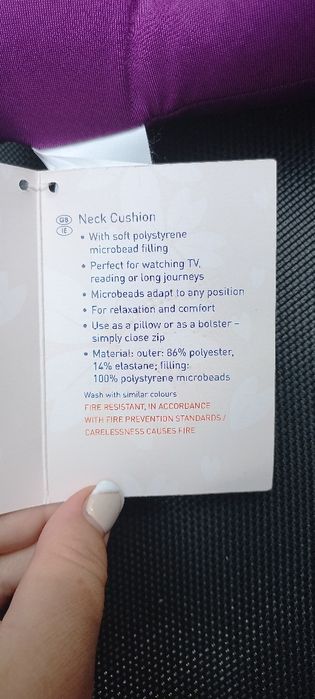 GB Neck Cushion
IE
• With soft polystyrene
microbead filling
• Perfect for watching TV,
reading or long journeys
• Microbeads adapt to any position
• For relaxation and comfort
• Use as a pillow or as a bolster –
simply close zip
• Material: outer: 86% polyester,
14% elastane; filling:
100% polystyrene microbeads
Wash with similar colours
FIRE RESISTANT, IN ACCORDANCE
WITH FIRE PREVENTION STANDARDS /
CARELESSNESS CAUSES FIRE